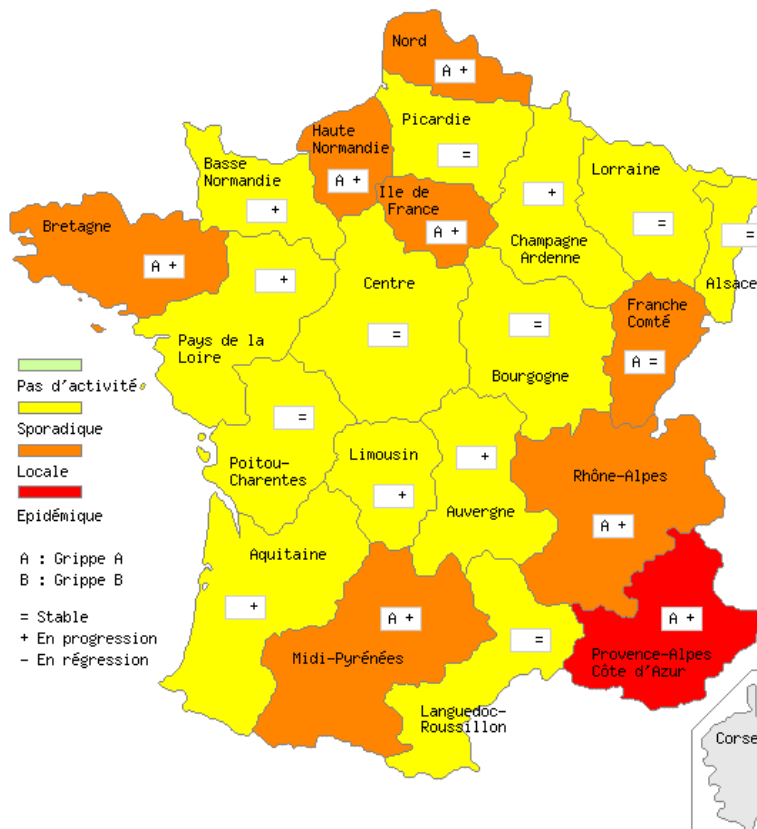 Nord
A +
Picardie
=
Haute
Normandie
A +
Basse
Normandie
+
Ile de
France
A +
+
Champagne
Ardenne
Lorraine
=
=
Alsace
Bretagne
A +
+
Pays de la
Loire
Centre
=
=
Bourgogne
Franche
Comté
A =
Pas d'activité
Sporadique
Locale
Epidémique
=
Poitou-
Charentes
Limousin
+
+
Auvergne
Rhône-Alpes
A +
A : Grippe A
B : Grippe B
= Stable
+ En progression
- En régression
Aquitaine
+
A +
Midi-Pyrénées
=
Languedoc-
Roussillon
A +
Provence-Alpes
Côte d'Azur
Corse